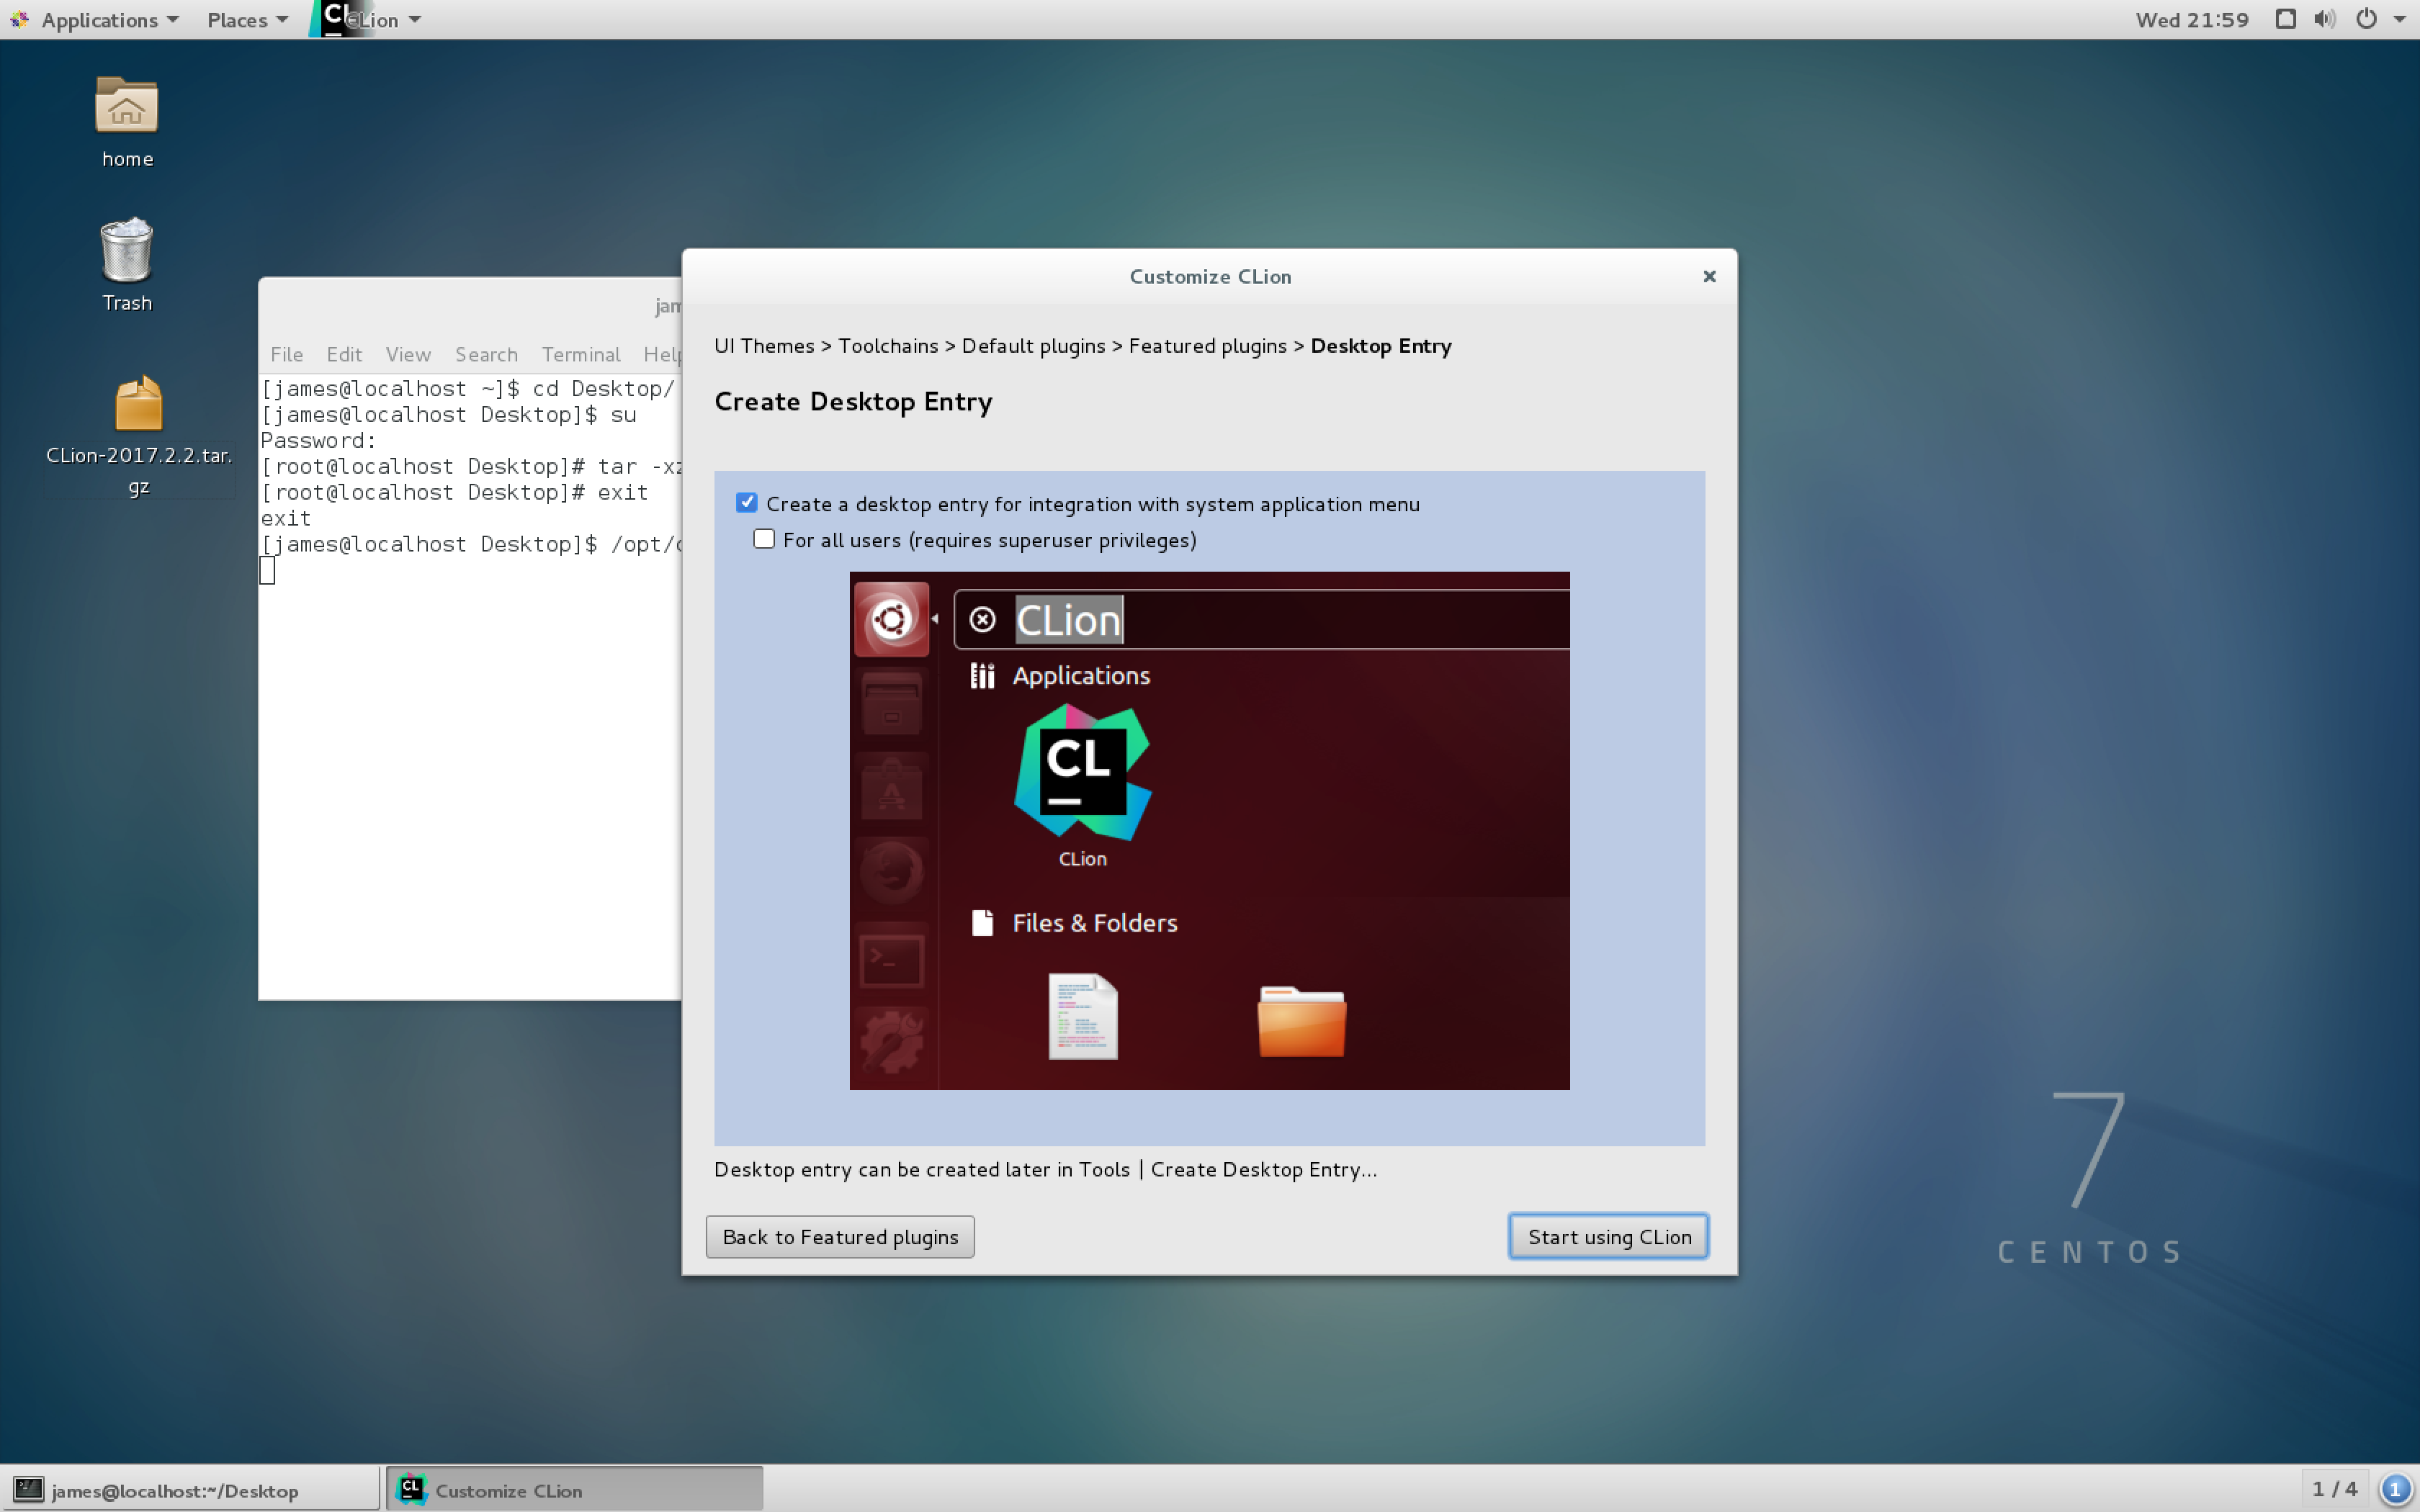 Applications Places CLion Wed 21:59
home
Trash
CLion-2017.2.2.tar.
gz
File Edit View Search Terminal
[james@localhost ~]$ cd Desktop/
[james@localhost Desktop]$ su
Password:
[root@localhost Desktop]# tar
[root@localhost Desktop]# exit
exit
[james@localhost Desktop]$
Customize CLion
UI Themes > Toolchains > Default plugins > Featured plugins > Desktop Entry
Create Desktop Entry
Create a desktop entry for integration with system application menu
For all users (requires superuser privileges)
CLion
Applications
CL
CLion
Files & Folders
Desktop entry can be created later in Tools | Create Desktop Entry...
Back to Featured plugins Start using CLion
7
CENTOS
james@localhost:~/Desktop CL Customize CLion 1 / 4 1